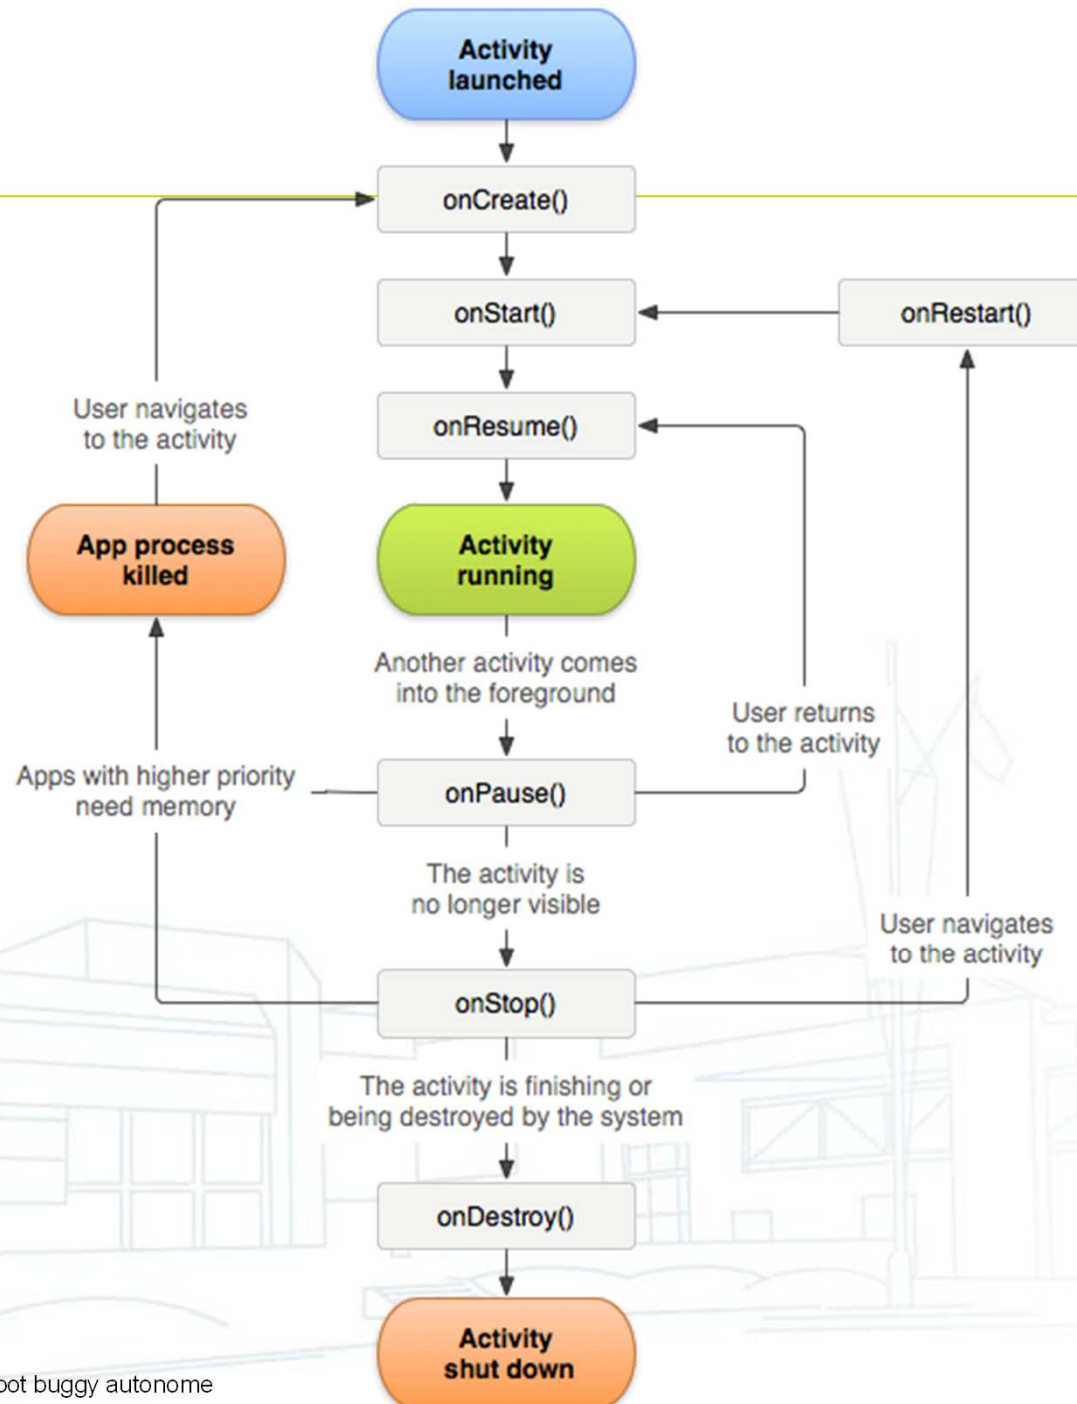 Activity
launched
onCreate()
onStart()
onRestart()
onResume()
User navigates
to the activity
App process
killed
Activity
running
Another activity comes
into the foreground
User returns
to the activity
Apps with higher priority
need memory
onPause()
The activity is
no longer visible
User navigates
to the activity
onStop()
The activity is finishing or
being destroyed by the system
onDestroy()
Activity
shut down
buggy autonome